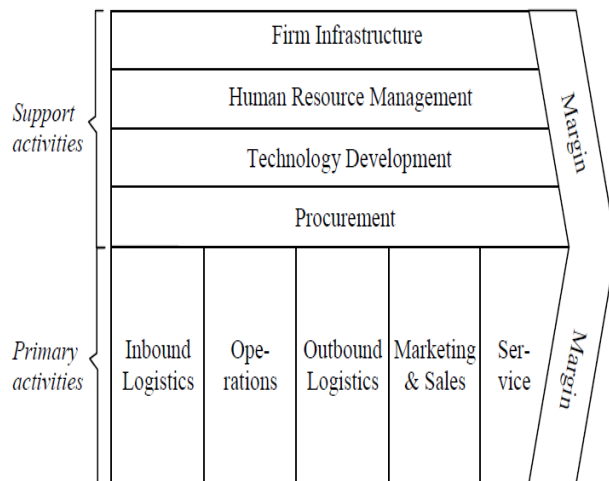 Firm Infrastructure
Human Resource Management
Technology Development
Procurement
Support
activities
Margin
Primary
activities
Inbound
Logistics
Ope-
rations
Outbound
Logistics
Marketing
& Sales
Ser-
vice
Margin